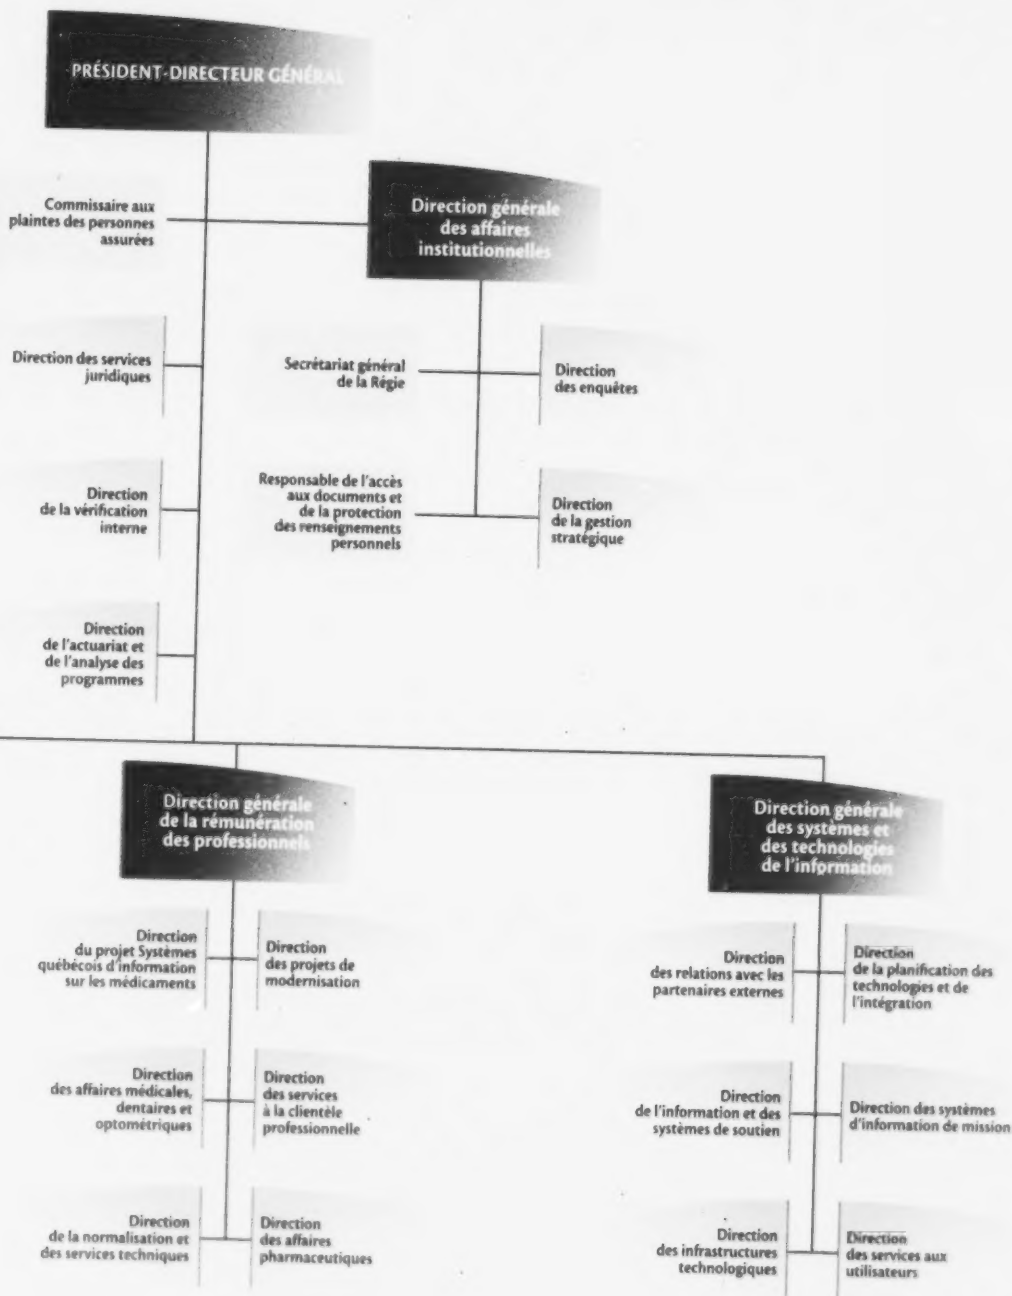 PRÉSIDENT-DIRECTEUR GÉNÉRAL
Commissaire aux
plaintes des personnes
assurées
Direction générale
des affaires
institutionnelles
Direction des services
juridiques
Secrétariat général
de la Régie
Direction
des enquêtes
Direction
de la vérification
interne
Responsable de l'accès
aux documents et
de la protection
des renseignements
personnels
Direction
de la gestion
stratégique
Direction
de l'actuariat et
de l'analyse des
programmes
Direction générale
de la rémunération
des professionnels
Direction générale
des systèmes et
des technologies
de l'information
Direction
du projet Systèmes
québécois d'information
sur les médicaments
Direction
des projets de
modernisation
Direction
des relations avec les
partenaires externes
Direction
de la planification des
technologies et de
l'intégration
Direction
des affaires médicales,
dentaires et
optométriques
Direction
des services
à la clientèle
professionnelle
Direction
de l'information et des
systèmes de soutien
Direction des systèmes
d'information de mission
Direction
de la normalisation et
des services techniques
Direction
des affaires
pharmaceutiques
Direction
des infrastructures
technologiques
Direction
des services aux
utilisateurs